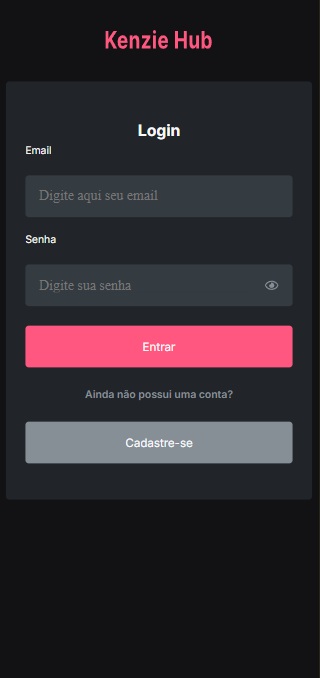 Kenzie Hub
Login
Email
Digite aqui seu email
Senha
Digite sua senha
Entrar
Ainda não possui uma conta?
Cadastre-se